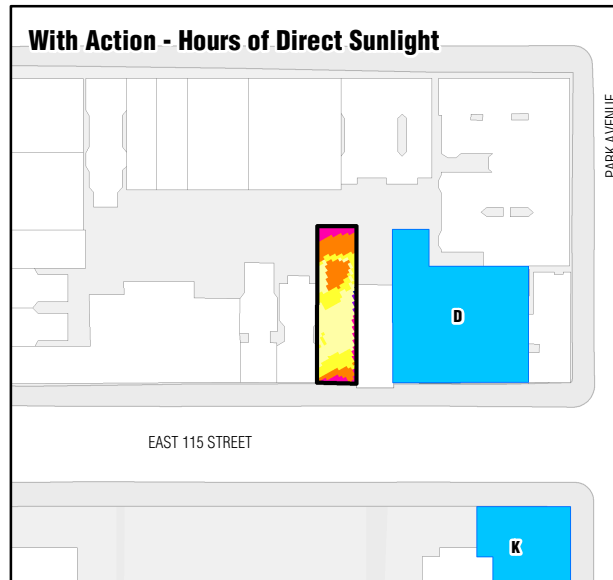 With Action - Hours of Direct Sunlight
PARK AVENUE
D
EAST 115 STREET
K